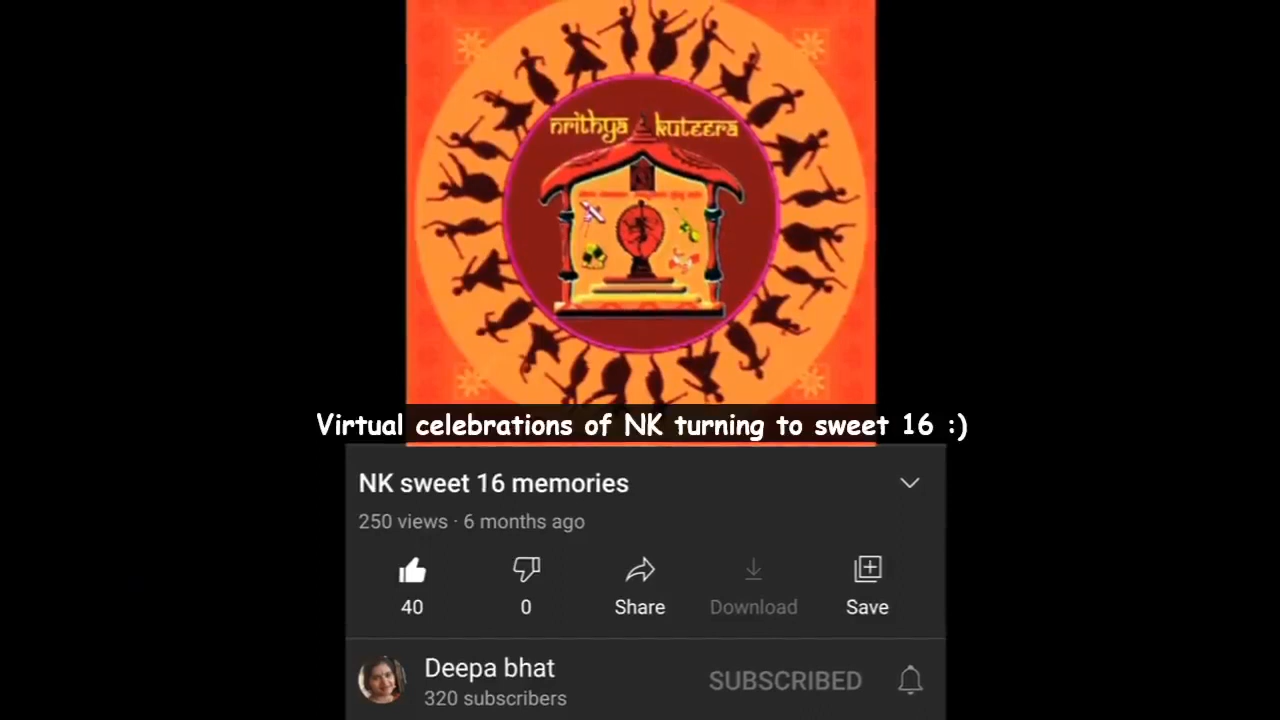 nrithya kuteera
Virtual celebrations of NK turning to sweet 16 :)
NK sweet 16 memories
250 views · 6 months ago
40
0
Share
Download
Save
Deepa bhat
320 subscribers
SUBSCRIBED